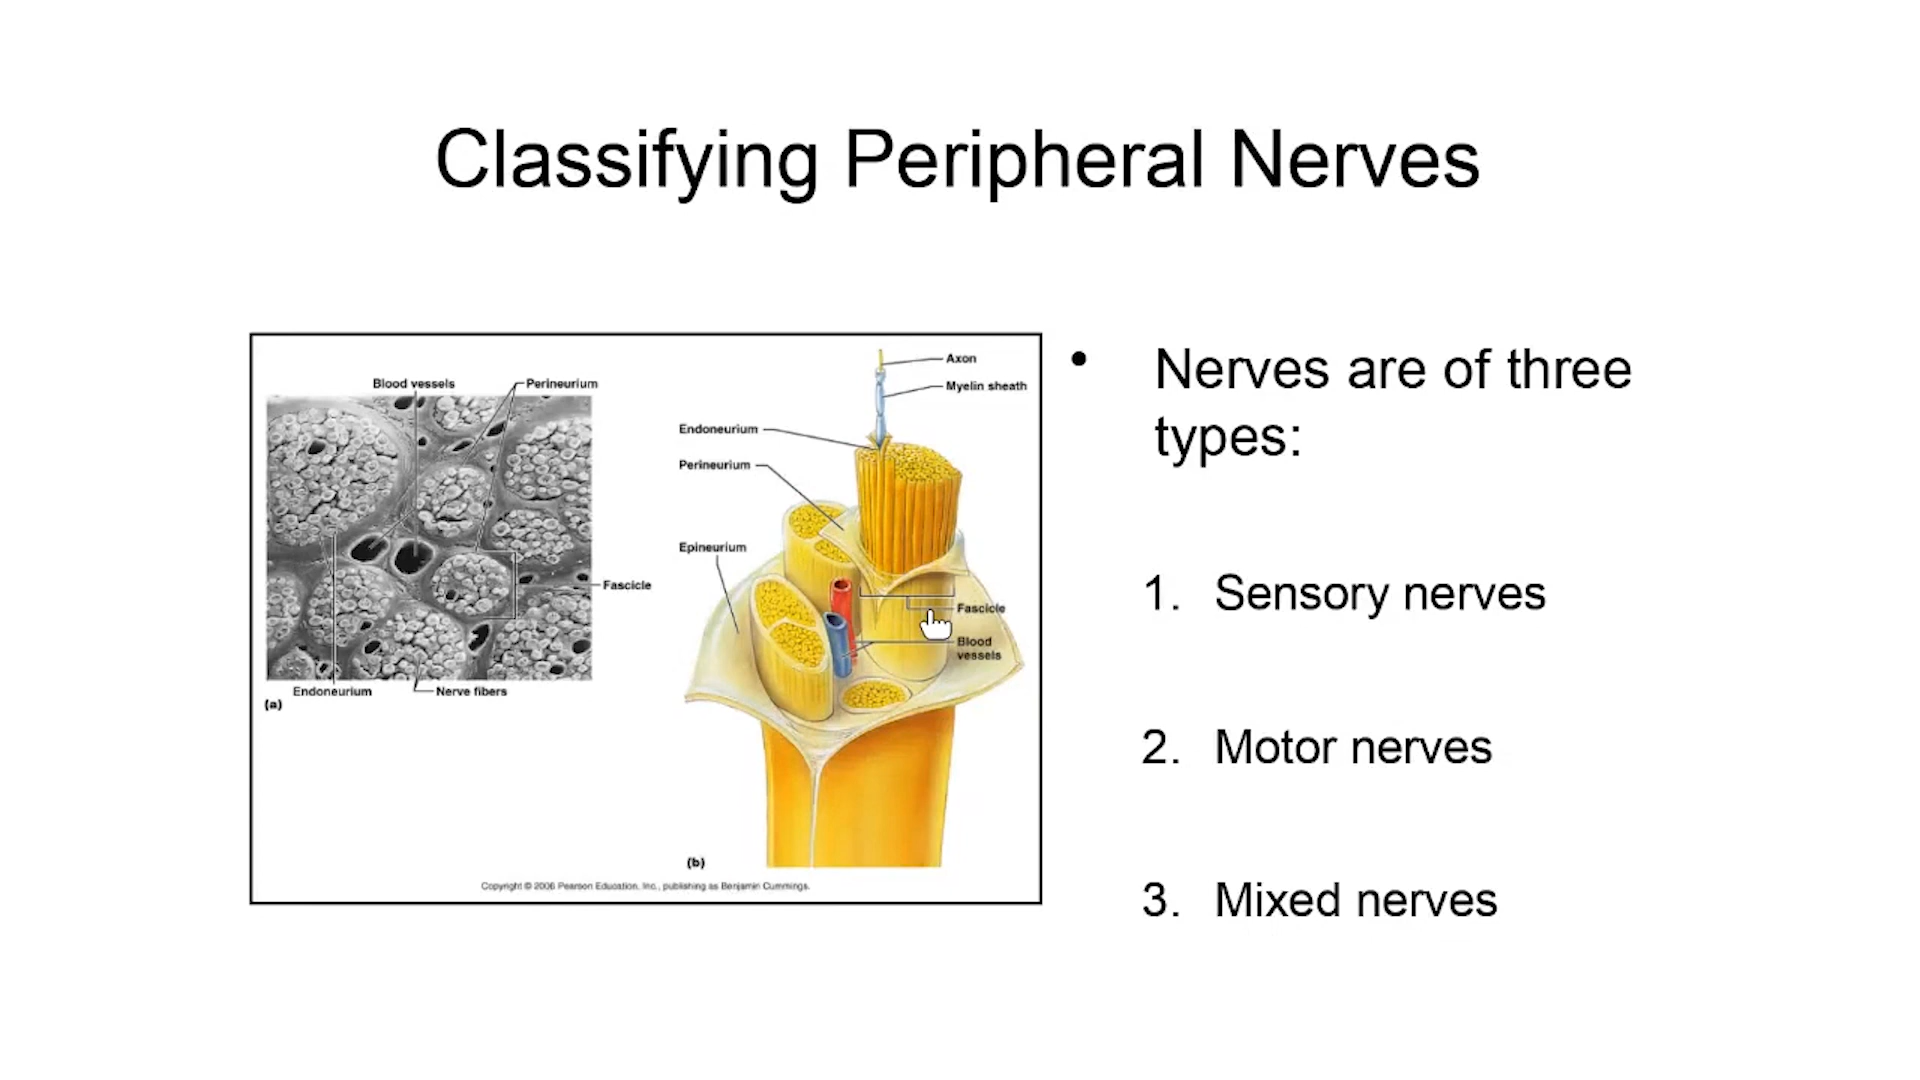 Classifying Peripheral Nerves
Blood vessels
Perineurium
Fascicle
Endoneurium
Nerve fibers
(a)
Axon
Myelin sheath
Endoneurium
Perineurium
Epineurium
Fascicle
Blood
vessels
(b)
Copyright © 2006 Pearson Education, Inc., publishing as Benjamin Cummings.
• Nerves are of three
types:
1. Sensory nerves
2. Motor nerves
3. Mixed nerves